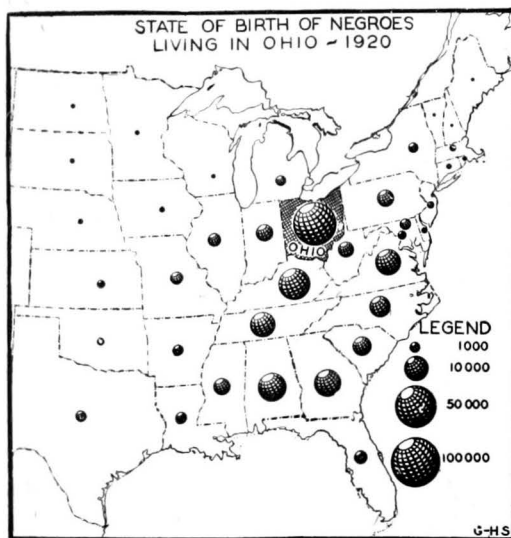 STATE OF BIRTH OF NEGROES
LIVING IN OHIO ~ 1920
OHIO
LEGEND
1000
10000
50000
100000
G-HS